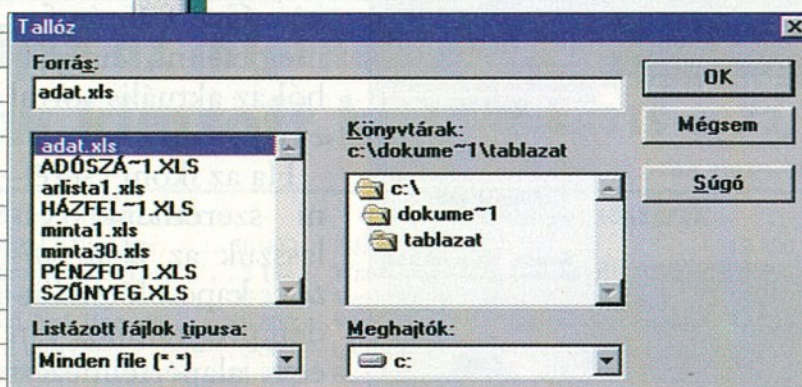 Tallóz
Forrás:
adat.xls
OK
Mégsem
Súgó
adat.xls
ADÓSZÁ~1.XLS
arlista1.xls
HÁZFEL~1.XLS
minta1.xls
minta30.xls
PÉNZFO~1.XLS
SZŐNYEG.XLS
Könyvtárak:
c:\dokume~1\tablazat
c:\
dokume~1
tablazat
Listázott fájlok típusa:
Minden file (*.*)
Meghajtók:
c: